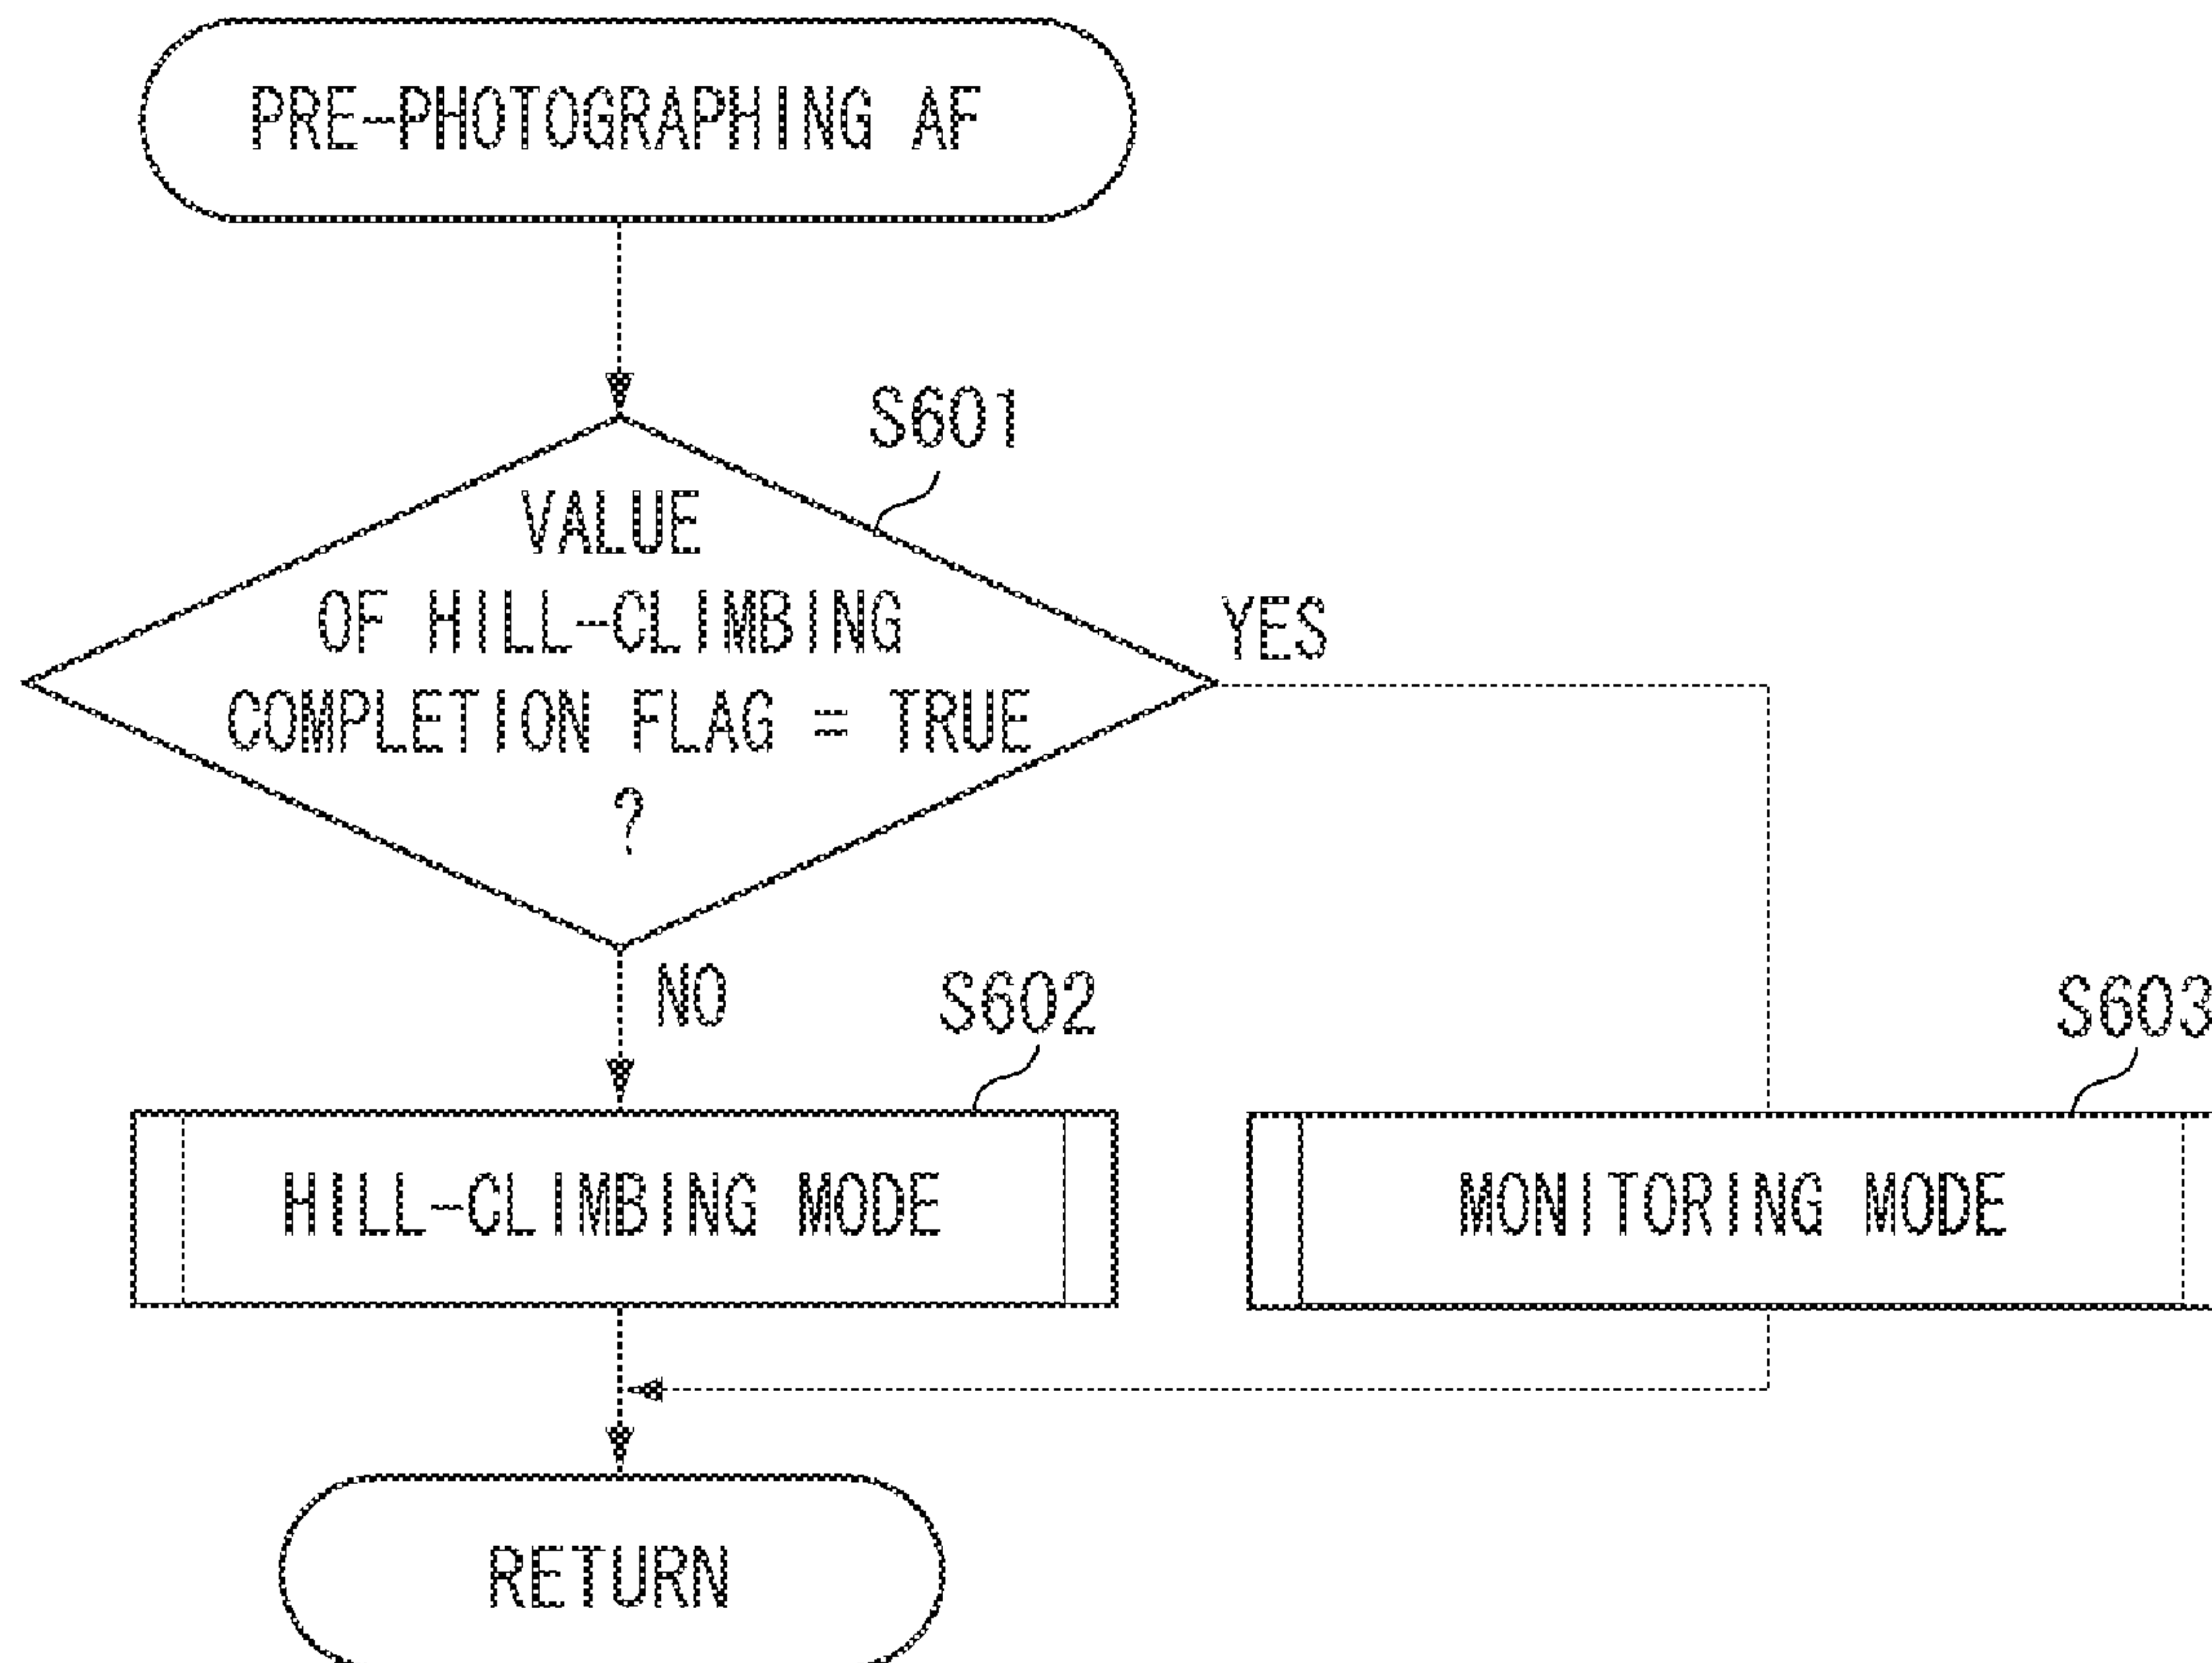 PRE-PHOTOGRAPHING AF
S601
VALUE
OF HILL-CLIMBING
COMPLETION FLAG = TRUE
?
YES
NO
S602
S603
HILL-CLIMBING MODE
MONITORING MODE
RETURN